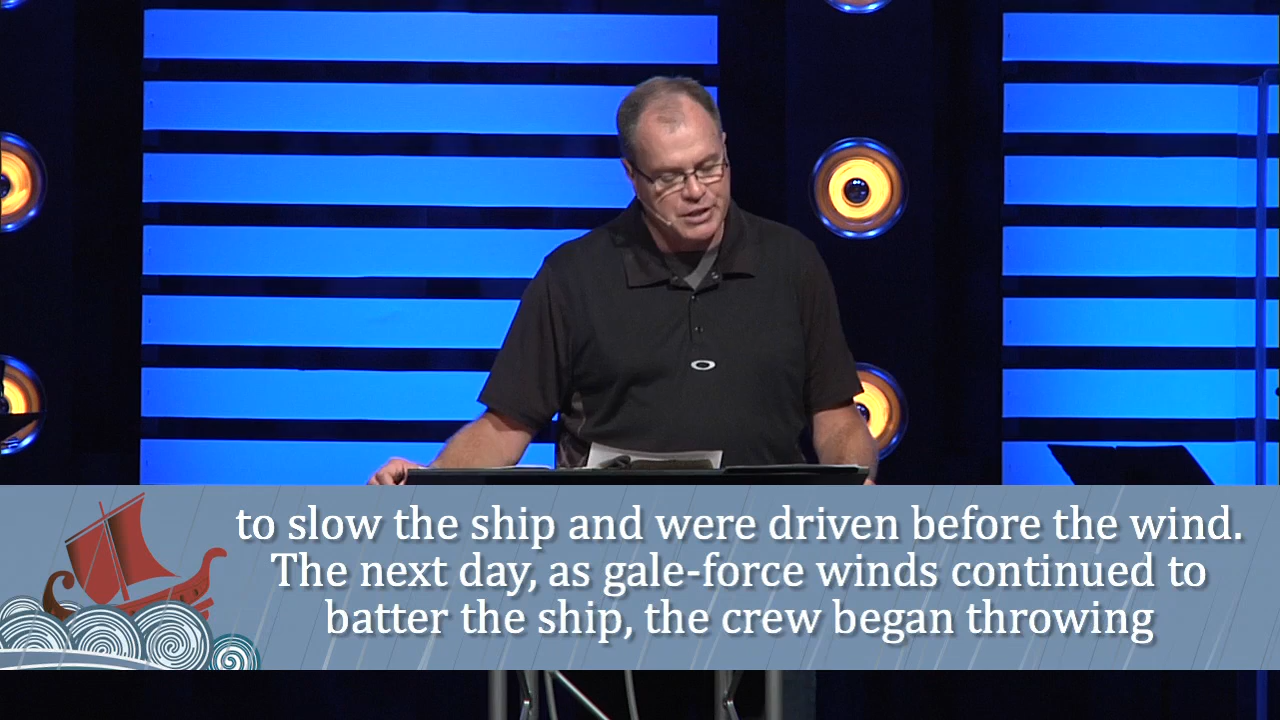 to slow the ship and were driven before the wind.
The next day, as gale-force winds continued to
batter the ship, the crew began throwing